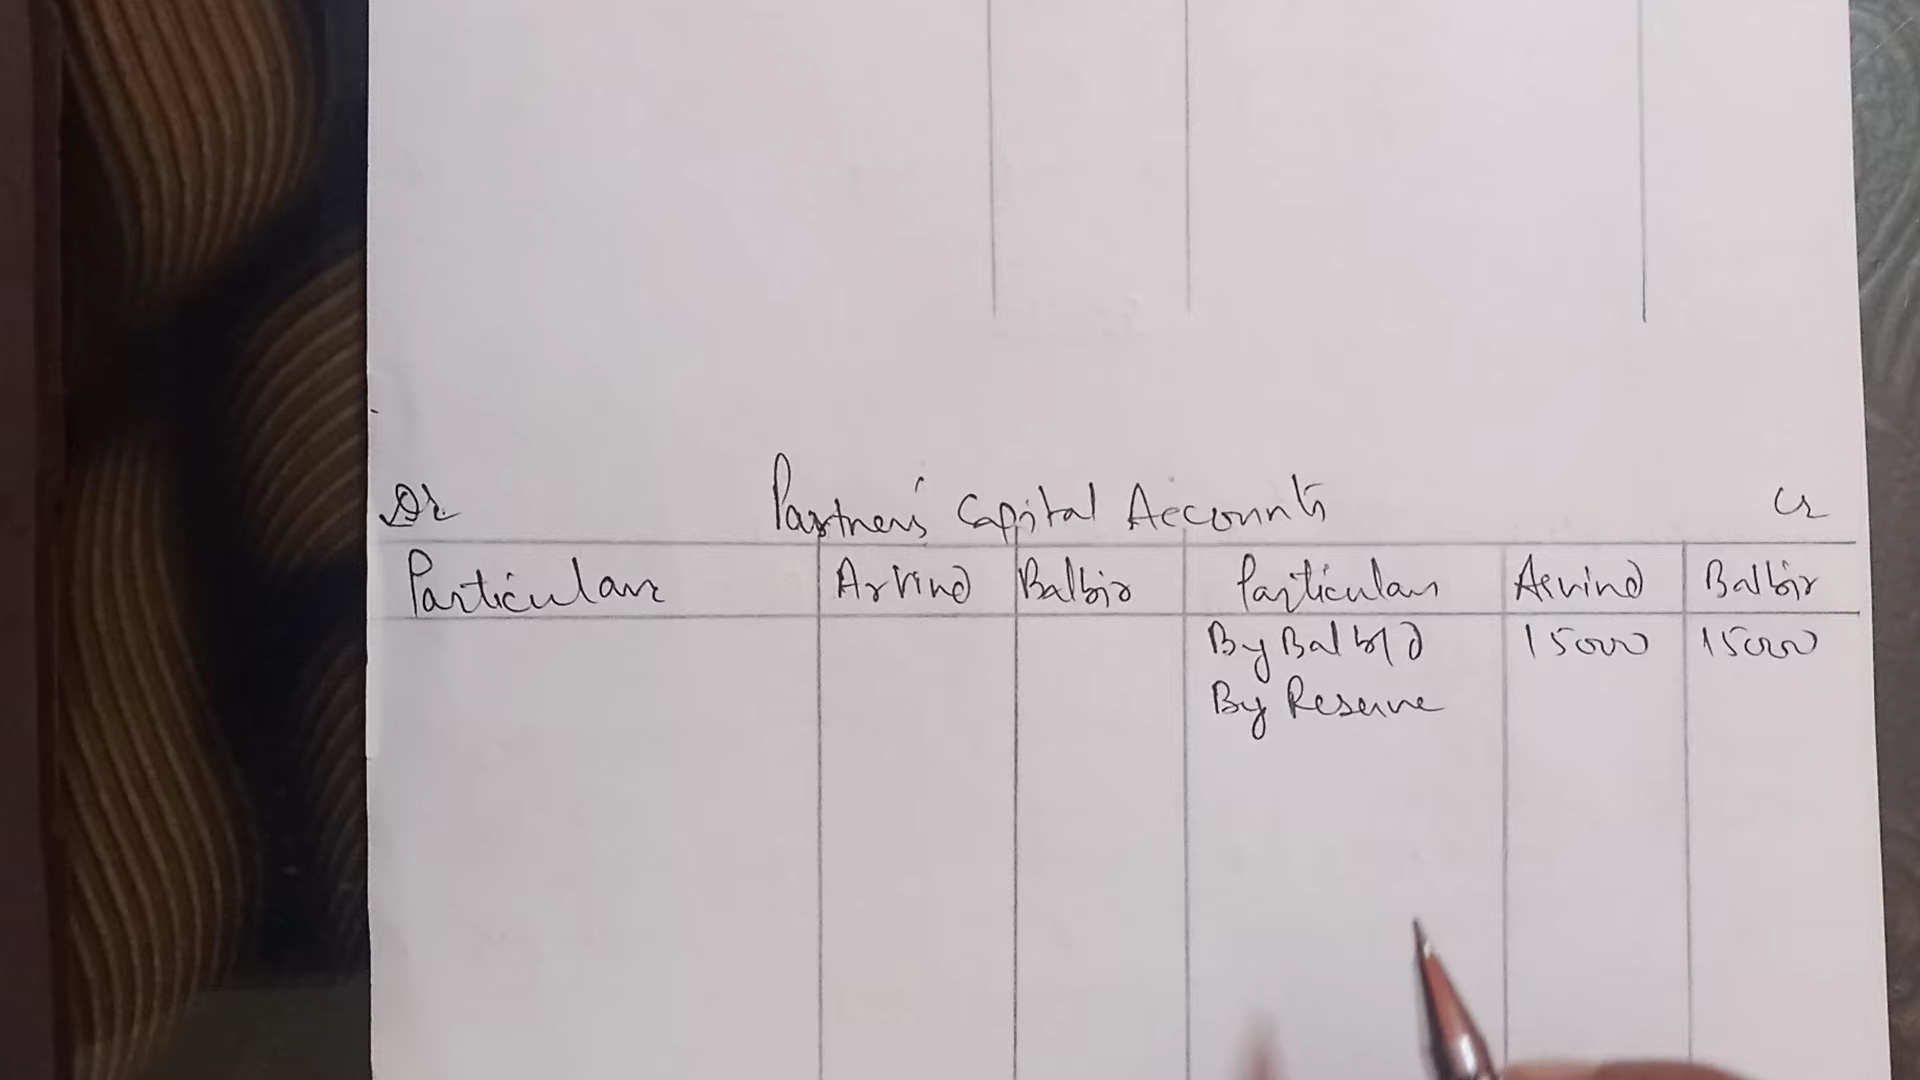 Dr Partner's Capital Accounts Cr
Particulars Arvind Balbir Particulars Arvind Balbir
By Bal b/d 15000 15000
By Reserve